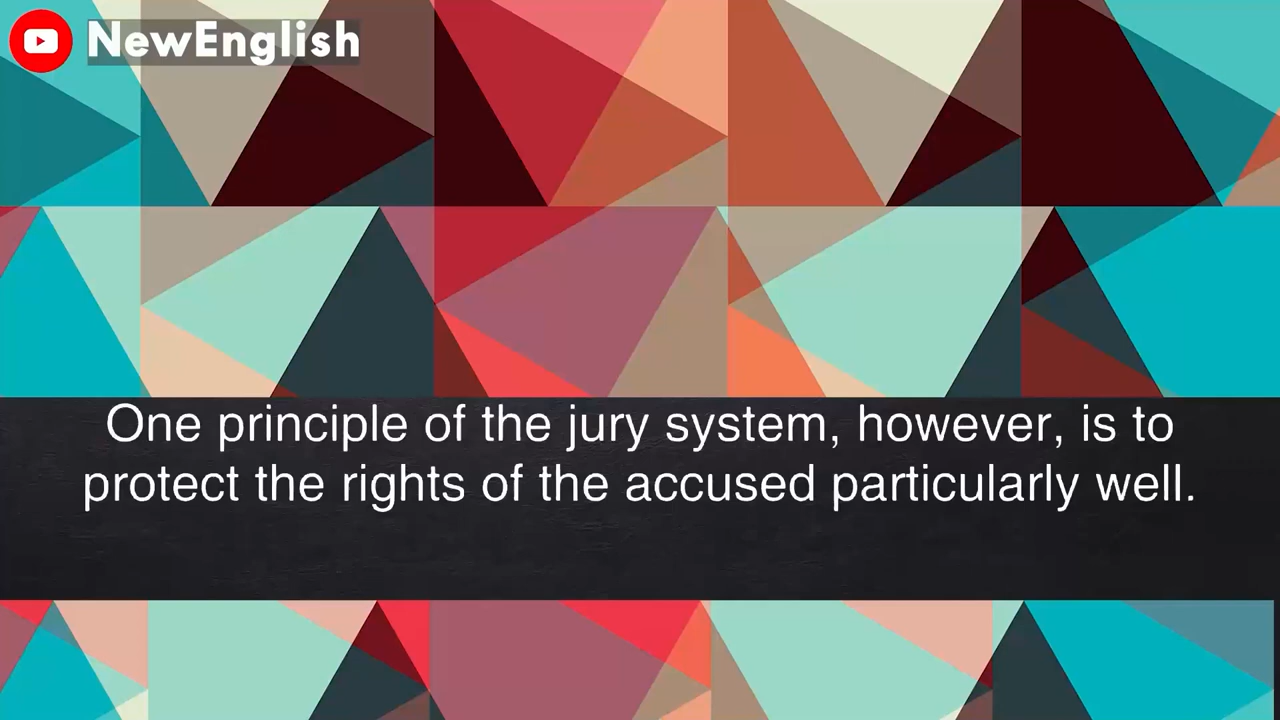 NewEnglish
One principle of the jury system, however, is to
protect the rights of the accused particularly well.